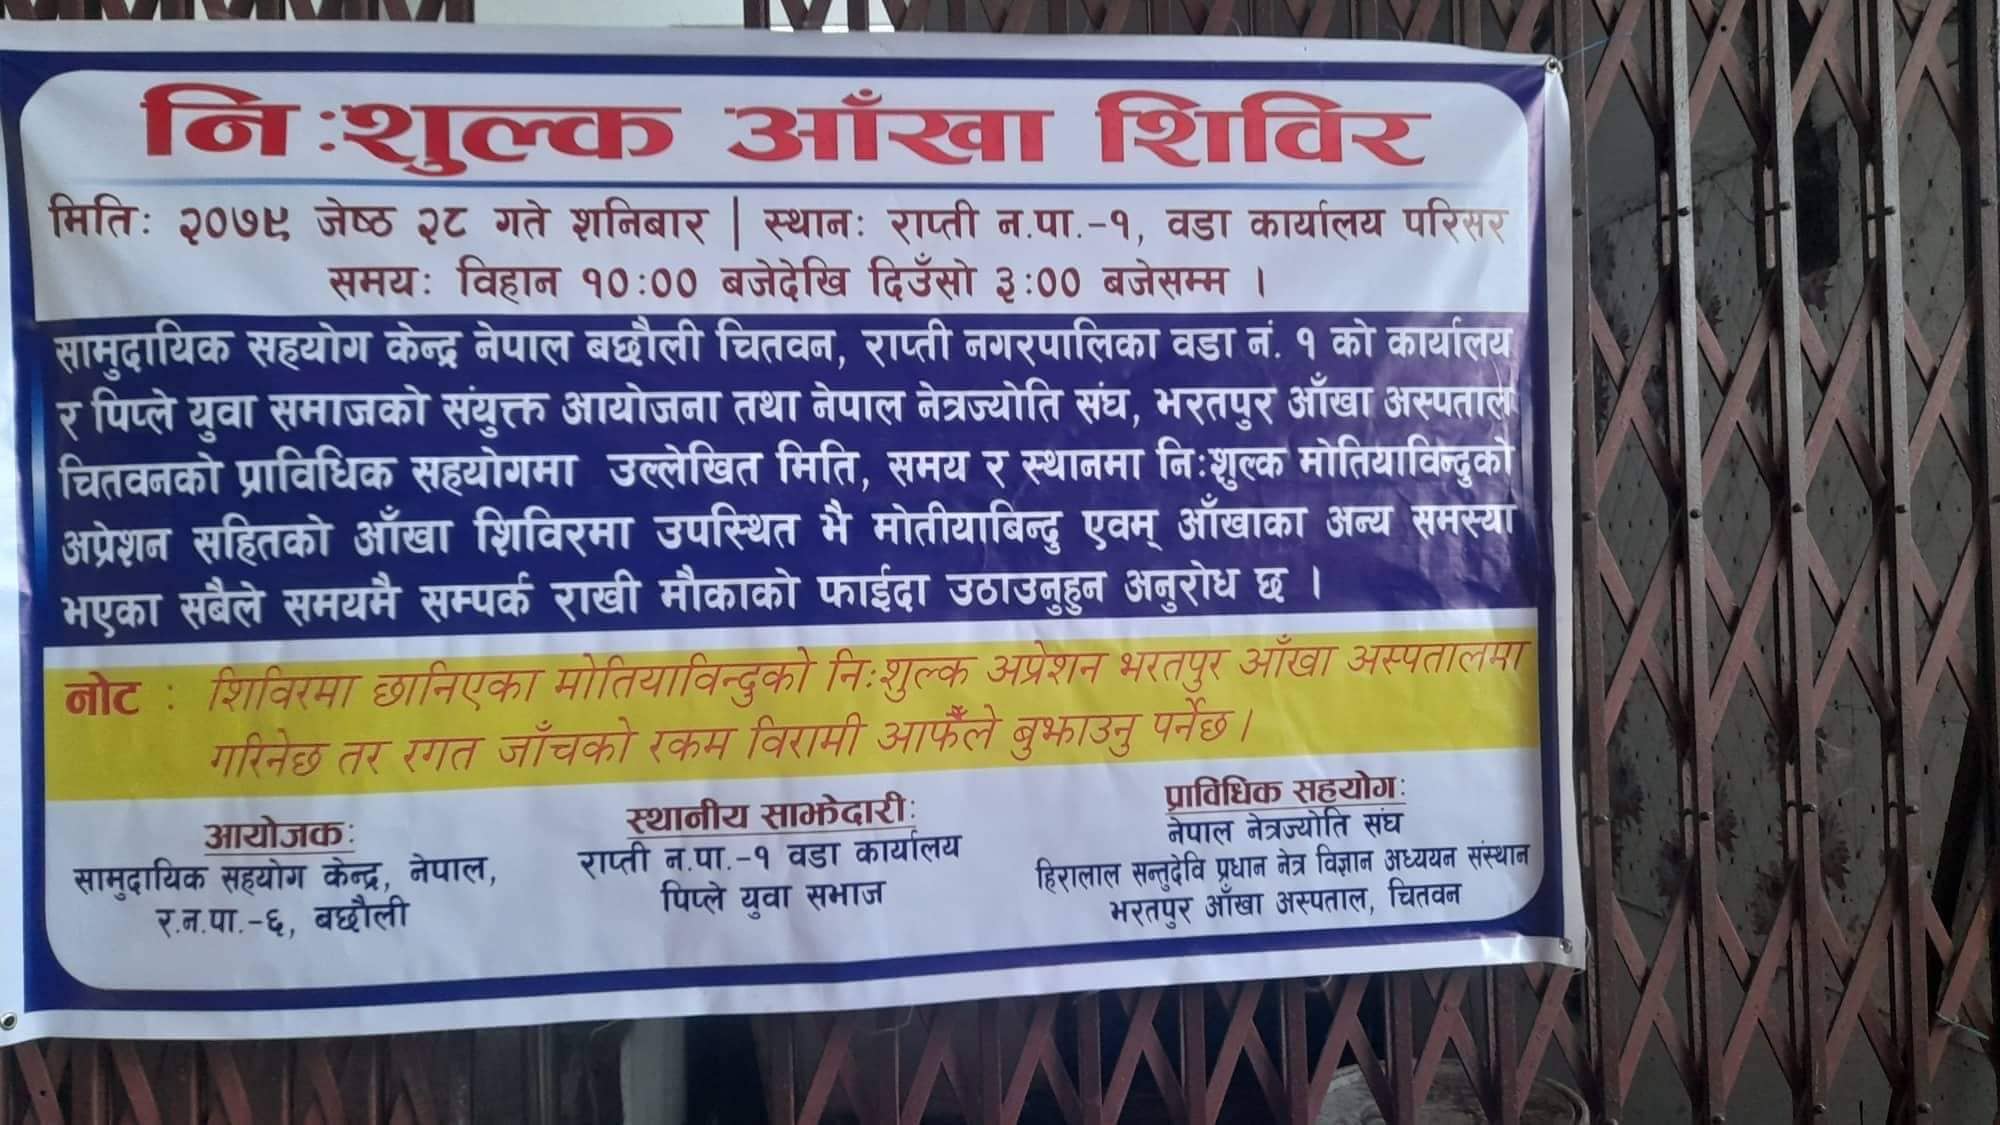 नि:शुल्क आँखा शिविर
मिति: २०७९ जेष्ठ २८ गते शनिबार | स्थान: राप्ती न.पा.-१, वडा कार्यालय परिसर
समय: विहान १०:०० बजेदेखि दिउँसो ३:०० बजेसम्म ।
सामुदायिक सहयोग केन्द्र नेपाल बछौली चितवन, राप्ती नगरपालिका वडा नं. १ को कार्यालय
र पिप्ले युवा समाजको संयुक्त आयोजना तथा नेपाल नेत्रज्योति संघ, भरतपुर आँखा अस्पताल
चितवनको प्राविधिक सहयोगमा उल्लेखित मिति, समय र स्थानमा नि:शुल्क मोतियाविन्दुको
अप्रेशन सहितको आँखा शिविरमा उपस्थित भै मोतीयाबिन्दु एवम् आँखाका अन्य समस्या
भएका सबैले समयमै सम्पर्क राखी मौकाको फाईदा उठाउनुहुन अनुरोध छ ।
नोट : शिविरमा छानिएका मोतियाविन्दुको नि:शुल्क अप्रेशन भरतपुर आँखा अस्पतालमा
गरिनेछ तर रगत जाँचको रकम विरामी आफैँले बुझाउनु पर्नेछ ।
आयोजक:
सामुदायिक सहयोग केन्द्र, नेपाल,
र.न.पा.-६, बछौली
स्थानीय साझेदारी:
राप्ती न.पा.-१ वडा कार्यालय
पिप्ले युवा समाज
प्राविधिक सहयोग:
नेपाल नेत्रज्योति संघ
हिरालाल सन्तुदेवि प्रधान नेत्र विज्ञान अध्ययन संस्थान
भरतपुर आँखा अस्पताल, चितवन